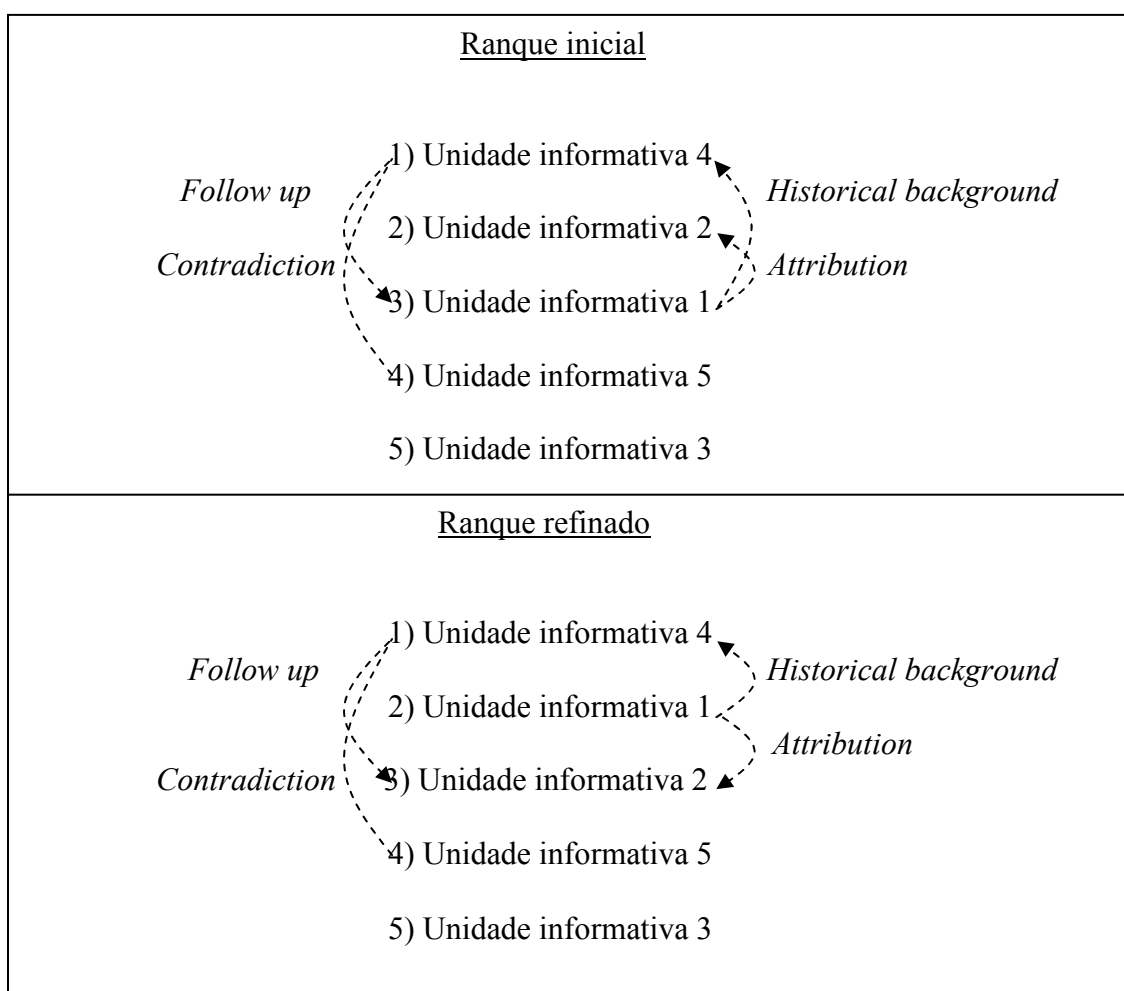 Ranque inicial
1) Unidade informativa 4
Follow up
Historical background
2) Unidade informativa 2
Contradiction
Attribution
3) Unidade informativa 1
4) Unidade informativa 5
5) Unidade informativa 3
Ranque refinado
1) Unidade informativa 4
Follow up
Historical background
2) Unidade informativa 1
Attribution
Contradiction
3) Unidade informativa 2
4) Unidade informativa 5
5) Unidade informativa 3